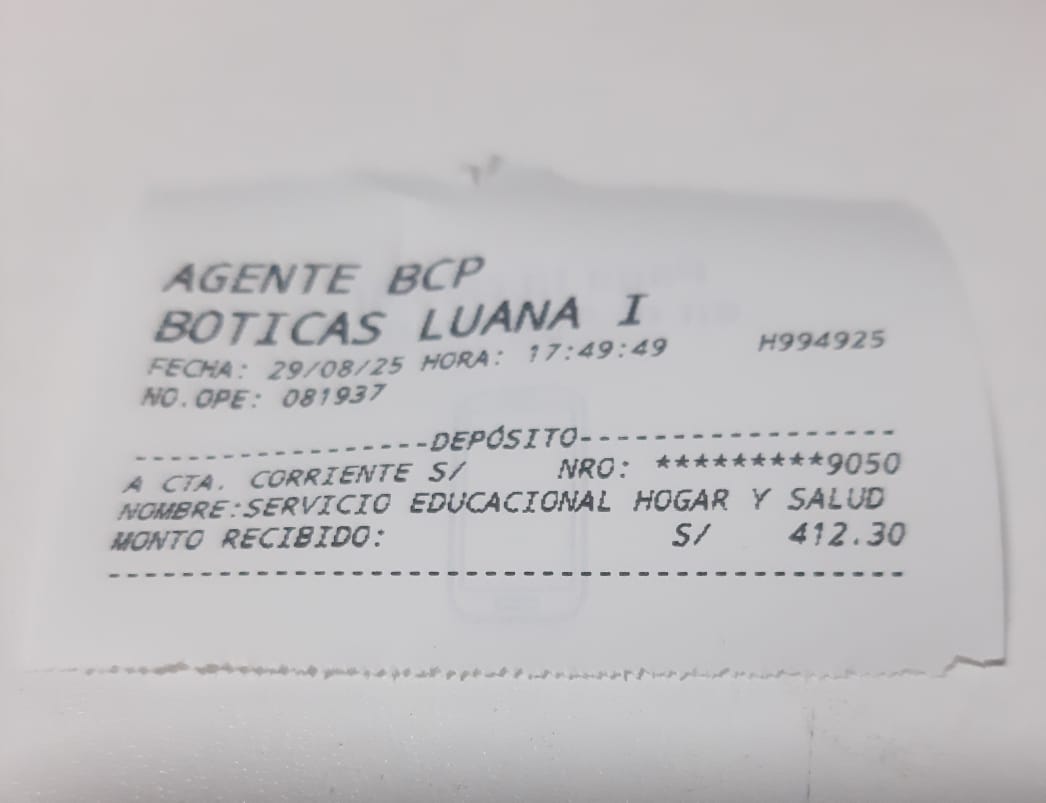 AGENTE BCP
BOTICAS LUANA I
FECHA: 29/08/25 HORA: 17:49:49 H994925
NO.OPE: 081937
---------------DEPÓSITO----------------
A CTA. CORRIENTE S/ NRO: *********9050
NOMBRE:SERVICIO EDUCACIONAL HOGAR Y SALUD
MONTO RECIBIDO: S/ 412.30